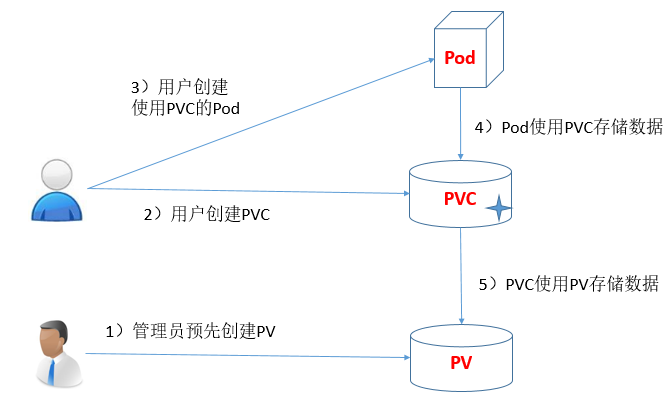 Pod
3）用户创建
使用PVC的Pod
4）Pod使用PVC存储数据
PVC
2）用户创建PVC
5）PVC使用PV存储数据
1）管理员预先创建PV
PV